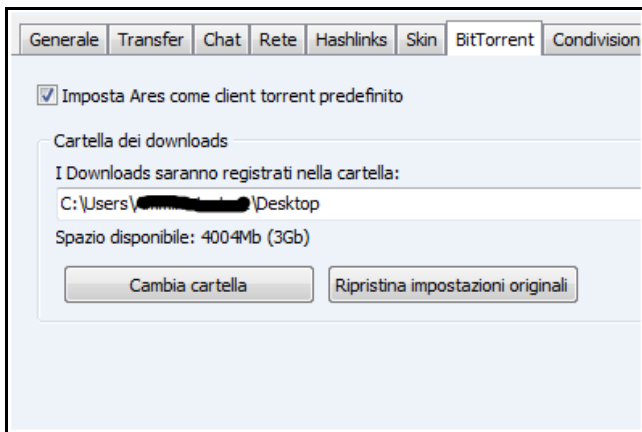 Generale Transfer Chat Rete Hashlinks Skin BitTorrent Condivision
Imposta Ares come client torrent predefinito
Cartella dei downloads
I Downloads saranno registrati nella cartella:
C:\Users\ \Desktop
Spazio disponibile: 4004Mb (3Gb)
Cambia cartella Ripristina impostazioni originali